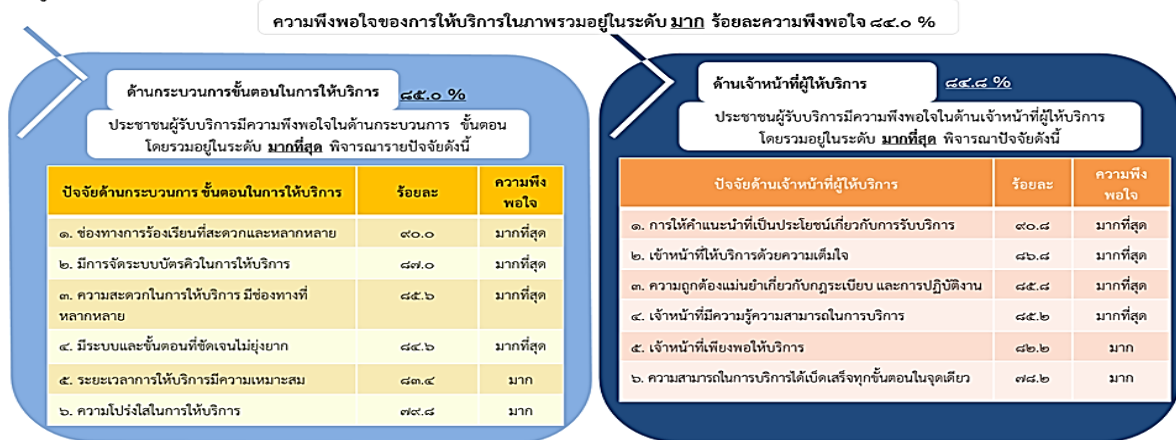 ความพึงพอใจของการให้บริการในภาพรวมอยู่ในระดับ มาก ร้อยละความพึงพอใจ ๘๔.๐ %
ด้านกระบวนการขั้นตอนในการให้บริการ ๘๕.๐ %
ประชาชนผู้รับบริการมีความพึงพอใจในด้านกระบวนการ ขั้นตอน
โดยรวมอยู่ในระดับ มากที่สุด พิจารณารายปัจจัยดังนี้
ปัจจัยด้านกระบวนการ ขั้นตอนในการให้บริการ ร้อยละ ความพึง
พอใจ
๑. ช่องทางการร้องเรียนที่สะดวกและหลากหลาย ๙๐.๐ มากที่สุด
๒. มีการจัดระบบบัตรคิวในการให้บริการ ๘๗.๐ มากที่สุด
๓. ความสะดวกในการให้บริการ มีช่องทางที่ ๘๕.๖ มากที่สุด
หลากหลาย
๔. มีระบบและขั้นตอนที่ชัดเจนไม่ยุ่งยาก ๘๔.๖ มากที่สุด
๕. ระยะเวลาการให้บริการมีความเหมาะสม ๘๓.๔ มาก
๖. ความโปร่งใสในการให้บริการ ๗๙.๘ มาก
ด้านเจ้าหน้าที่ผู้ให้บริการ ๘๔.๘ %
ประชาชนผู้รับบริการมีความพึงพอใจในด้านเจ้าหน้าที่ผู้ให้บริการ
โดยรวมอยู่ในระดับ มากที่สุด พิจารณาปัจจัยดังนี้
ปัจจัยด้านเจ้าหน้าที่ผู้ให้บริการ ร้อยละ ความพึง
พอใจ
๑. การให้คำแนะนำที่เป็นประโยชน์เกี่ยวกับการรับบริการ ๙๐.๘ มากที่สุด
๒. เจ้าหน้าที่ให้บริการด้วยความเต็มใจ ๘๖.๘ มากที่สุด
๓. ความถูกต้องแม่นยำเกี่ยวกับกฎระเบียบ และการปฏิบัติงาน ๘๕.๘ มากที่สุด
๔. เจ้าหน้าที่มีความรู้ความสามารถในการบริการ ๘๕.๒ มากที่สุด
๕. เจ้าหน้าที่เพียงพอให้บริการ ๘๒.๒ มาก
๖. ความสามารถในการบริการได้เบ็ดเสร็จทุกขั้นตอนในจุดเดียว ๗๘.๒ มาก